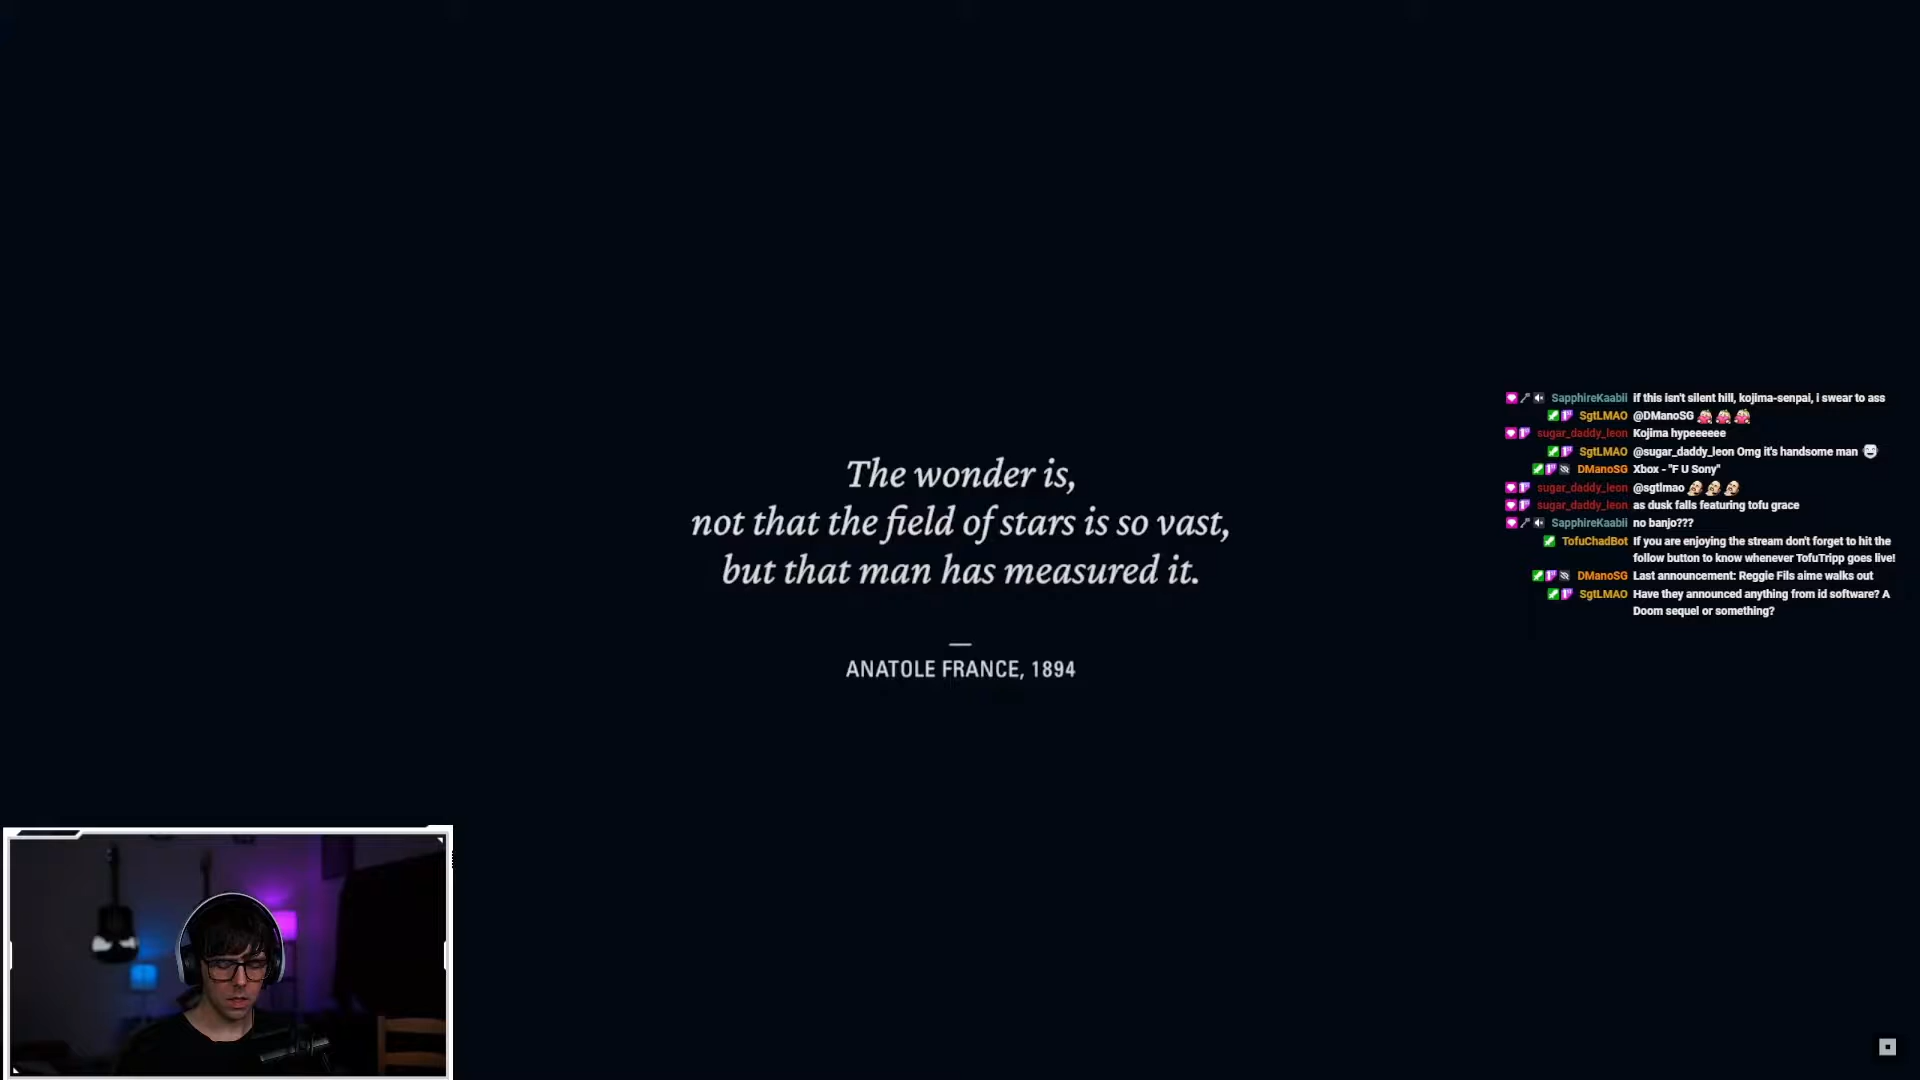 The wonder is,
not that the field of stars is so vast,
but that man has measured it.
—
ANATOLE FRANCE, 1894
SapphireKaabii if this isn't silent hill, kojima-senpai, i swear to ass
SgtLMAO @DManoSG
sugar_daddy_leon Kojima hypeeeeee
SgtLMAO @sugar_daddy_leon Omg it's handsome man
DManoSG Xbox - "F U Sony"
sugar_daddy_leon @sgtlmao
sugar_daddy_leon as dusk falls featuring tofu grace
SapphireKaabii no banjo???
TofuChadBot If you are enjoying the stream don't forget to hit the
follow button to know whenever TofuTripp goes live!
DManoSG Last announcement: Reggie Fils aime walks out
SgtLMAO Have they announced anything from id software? A
Doom sequel or something?